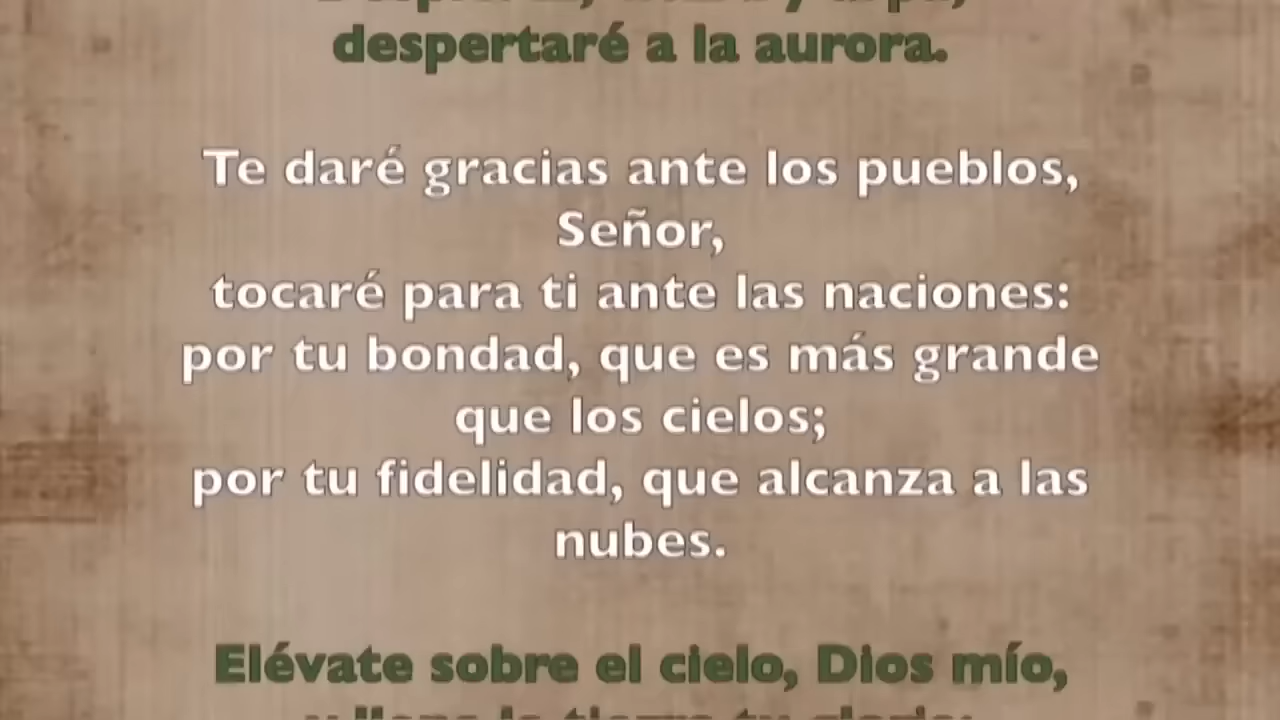 despertaré a la aurora.
Te daré gracias ante los pueblos,
Señor,
tocaré para ti ante las naciones:
por tu bondad, que es más grande
que los cielos;
por tu fidelidad, que alcanza a las
nubes.
Elévate sobre el cielo, Dios mío,